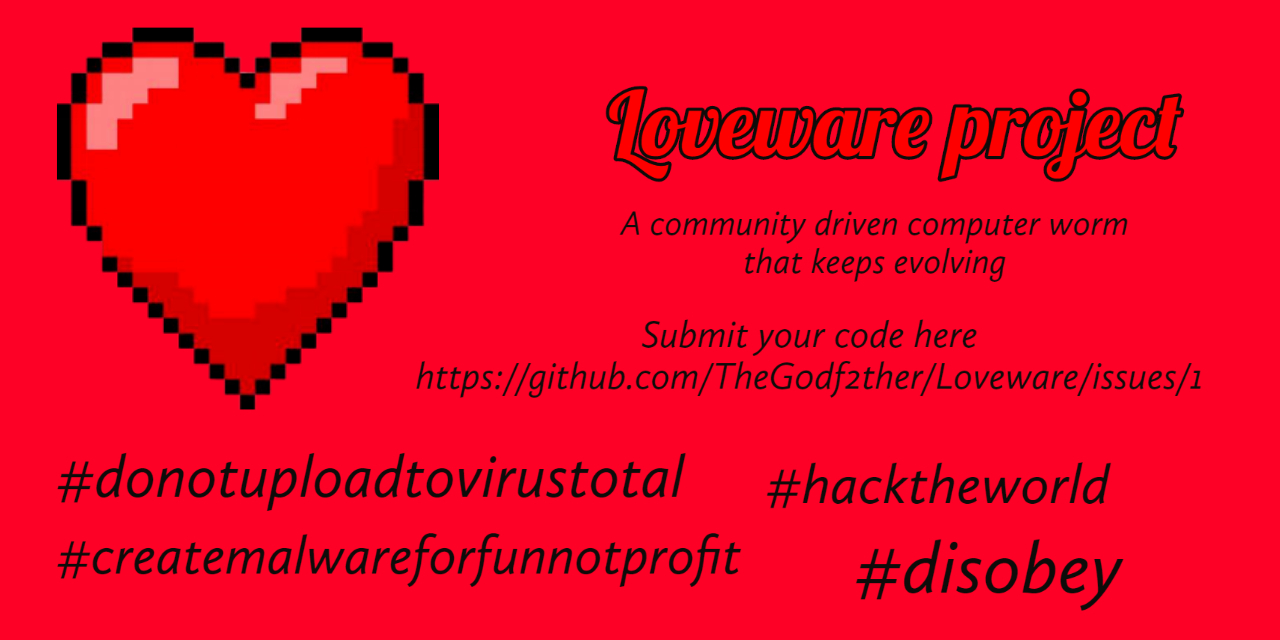 Loveware project
A community driven computer worm
that keeps evolving
Submit your code here
https://github.com/TheGodf2ther/Loveware/issues/1
#donotuploadtovirustotal
#hacktheworld
#createmalwareforfunnotprofit
#disobey